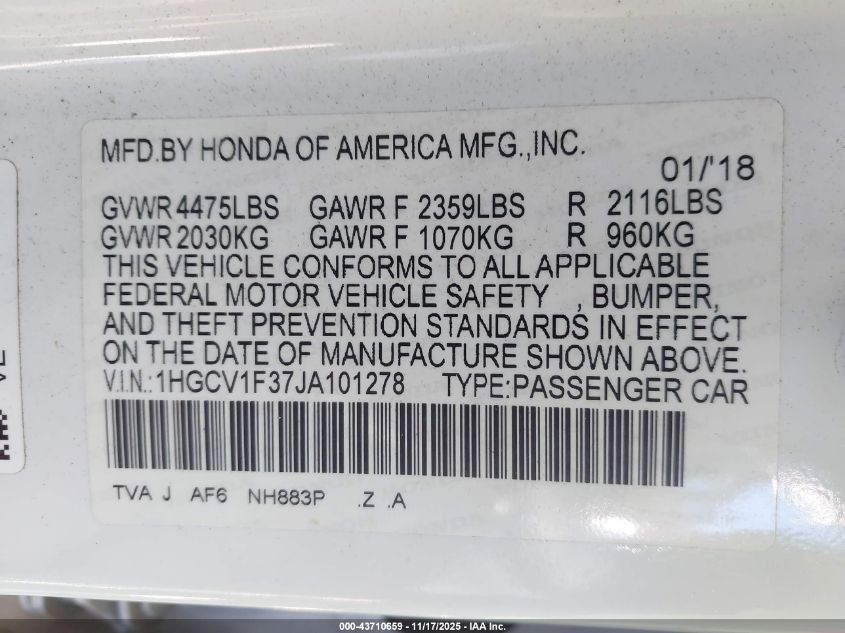 MFD.BY HONDA OF AMERICA MFG.,INC.
01/'18
GVWR 4475LBS GAWR F 2359LBS R 2116LBS
GVWR 2030KG GAWR F 1070KG R 960KG
THIS VEHICLE CONFORMS TO ALL APPLICABLE
FEDERAL MOTOR VEHICLE SAFETY , BUMPER,
AND THEFT PREVENTION STANDARDS IN EFFECT
ON THE DATE OF MANUFACTURE SHOWN ABOVE.
V.I.N.:1HGCV1F37JA101278 TYPE:PASSENGER CAR
TVA J AF6 NH883P .Z .A
000-43710659 - 11/17/2025 - IAA Inc.